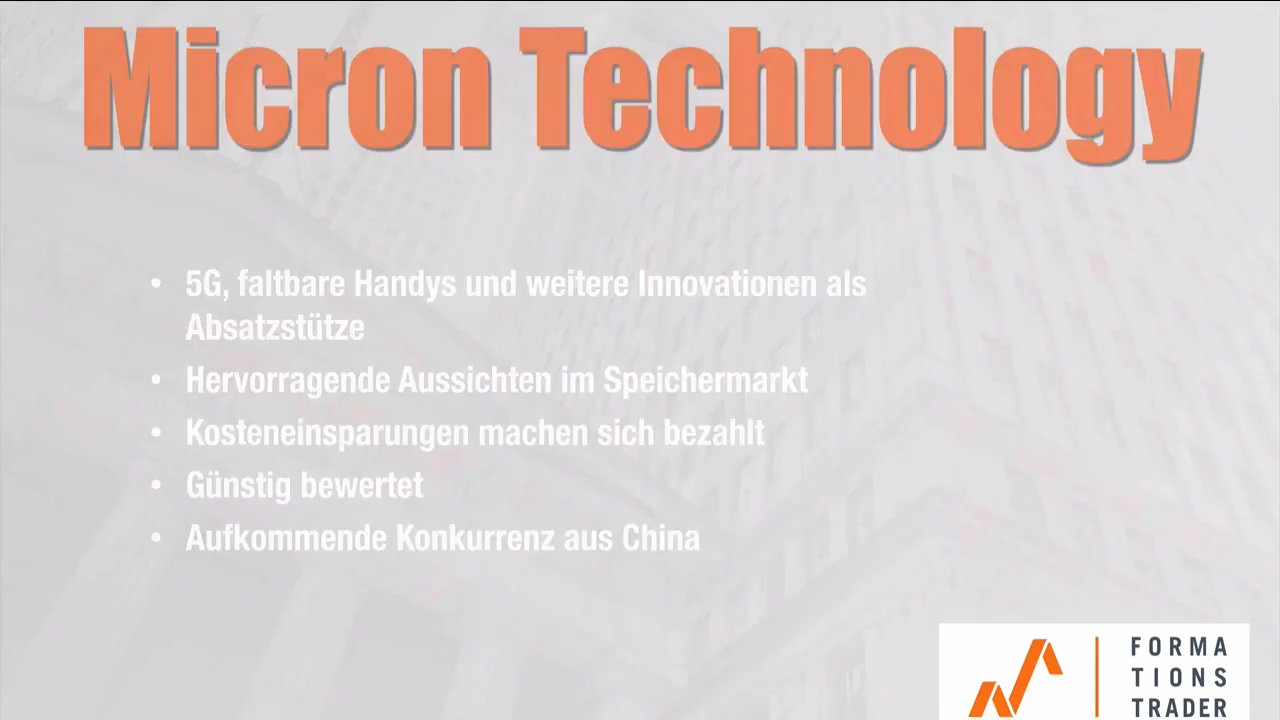 Micron Technology
• 5G, faltbare Handys und weitere Innovationen als
Absatzstütze
• Hervorragende Aussichten im Speichermarkt
• Kosteneinsparungen machen sich bezahlt
• Günstig bewertet
• Aufkommende Konkurrenz aus China
FORMA
TIONS
TRADER